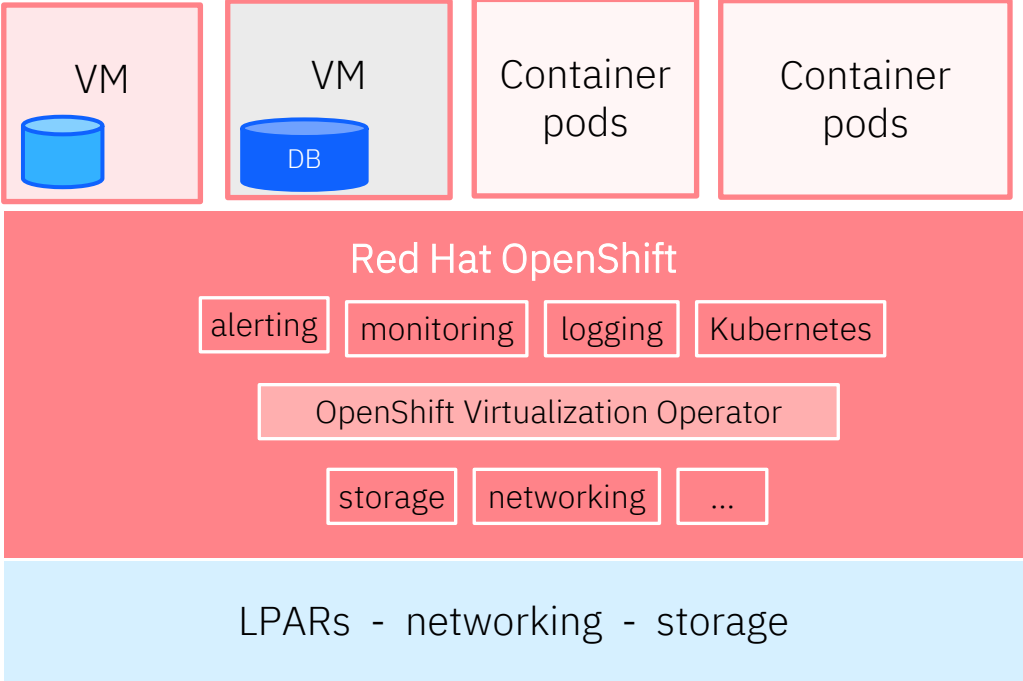 VM
VM
Container
pods
Container
pods
DB
Red Hat OpenShift
alerting
monitoring
logging
Kubernetes
OpenShift Virtualization Operator
storage
networking
...
LPARs - networking - storage